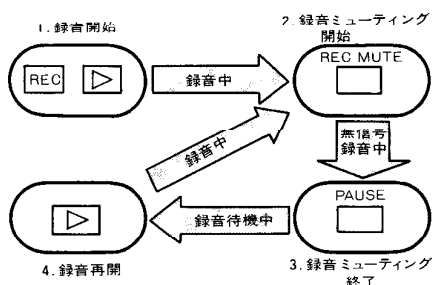 1. 録音開始
REC
録音中
2. 録音ミューティング
開始
REC MUTE
無信号
録音中
PAUSE
3. 録音ミューティング
終了
録音待機中
4. 録音再開
録音中